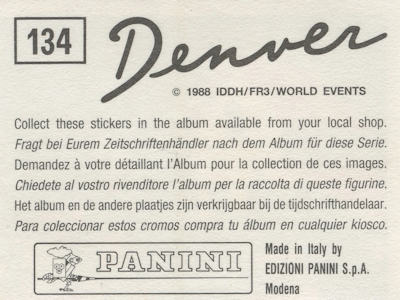 134
Denver
© 1988 IDDH/FR3/WORLD EVENTS
Collect these stickers in the album available from your local shop.
Fragt bei Eurem Zeitschriftenhändler nach dem Album für diese Serie.
Demandez à votre détaillant l'Album pour la collection de ces images.
Chiedete al vostro rivenditore l'album per la raccolta di queste figurine.
Het album en de andere plaatjes zijn verkrijgbaar bij de tijdschrifthandelaar.
Para coleccionar estos cromos compra tu álbum en cualquier kiosco.
PANINI
Made in Italy by
EDIZIONI PANINI S.p.A.
Modena